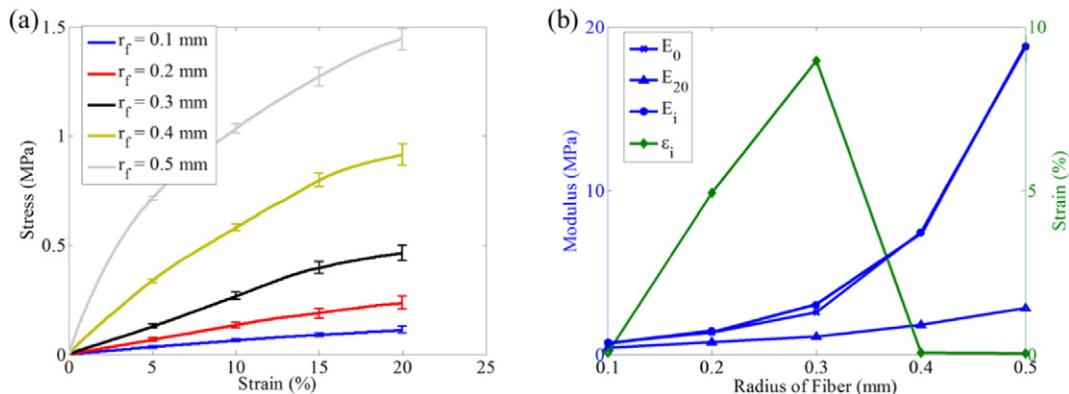 (a)
1.5
1
0.5
0
Stress (MPa)
r_f = 0.1 mm
r_f = 0.2 mm
r_f = 0.3 mm
r_f = 0.4 mm
r_f = 0.5 mm
0 5 10 15 20 25
Strain (%)
(b)
20
10
0
Modulus (MPa)
E_0
E_20
E_i
ε_i
10
5
0
Strain (%)
0.1 0.2 0.3 0.4 0.5
Radius of Fiber (mm)